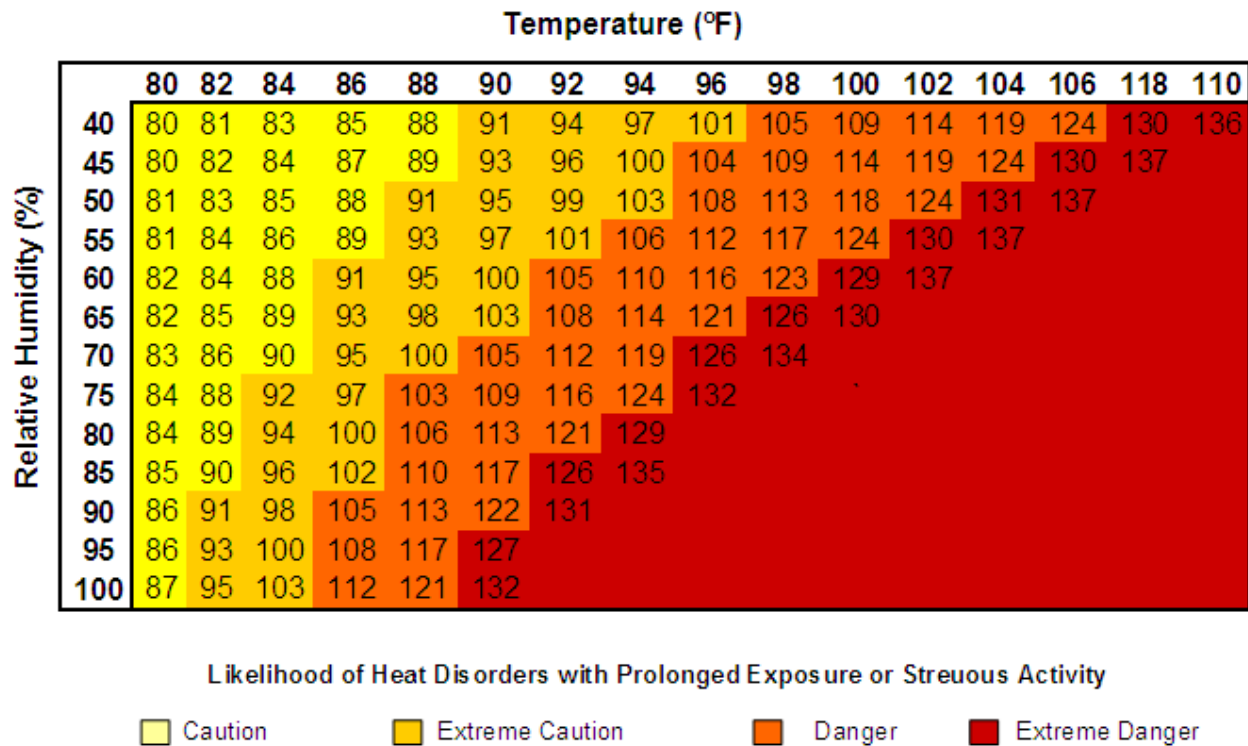 Temperature (ºF)
80 82 84 86 88 90 92 94 96 98 100 102 104 106 118 110
Relative Humidity (%)
40 80 81 83 85 88 91 94 97 101 105 109 114 119 124 130 136
45 80 82 84 87 89 93 96 100 104 109 114 119 124 130 137
50 81 83 85 88 91 95 99 103 108 113 118 124 131 137
55 81 84 86 89 93 97 101 106 112 117 124 130 137
60 82 84 88 91 95 100 105 110 116 123 129 137
65 82 85 89 93 98 103 108 114 121 126 130
70 83 86 90 95 100 105 112 119 126 134
75 84 88 92 97 103 109 116 124 132
80 84 89 94 100 106 113 121 129
85 85 90 96 102 110 117 126 135
90 86 91 98 105 113 122 131
95 86 93 100 108 117 127
100 87 95 103 112 121 132
Likelihood of Heat Disorders with Prolonged Exposure or Streuous Activity
Caution Extreme Caution Danger Extreme Danger